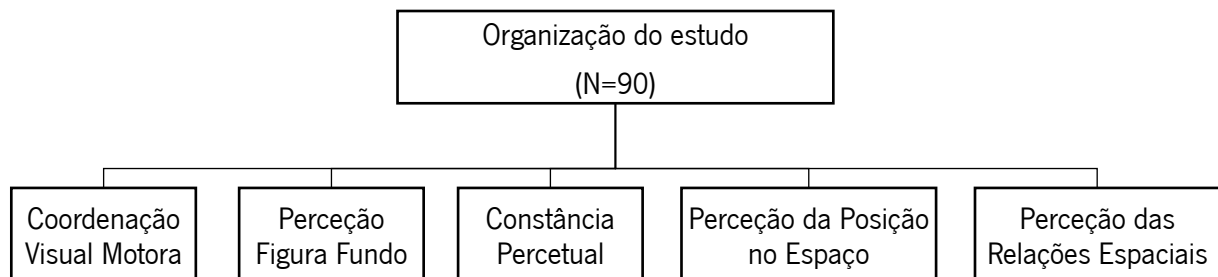 Organização do estudo
(N=90)
Coordenação
Visual Motora
Perceção
Figura Fundo
Constância
Percetual
Perceção da Posição
no Espaço
Perceção das
Relações Espaciais